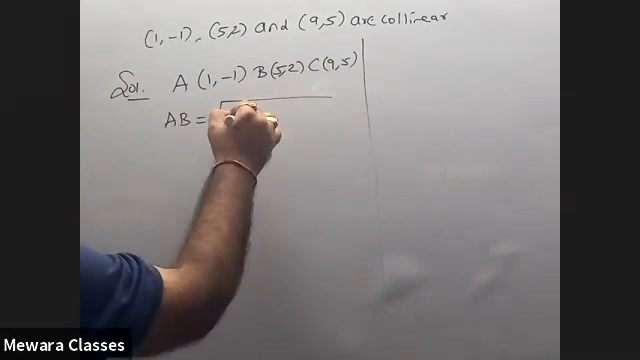 (1,-1), (5,2) and (9,5) are collinear
Sol. A (1,-1) B(5,2) C(9,5)
AB = √
Mewara Classes